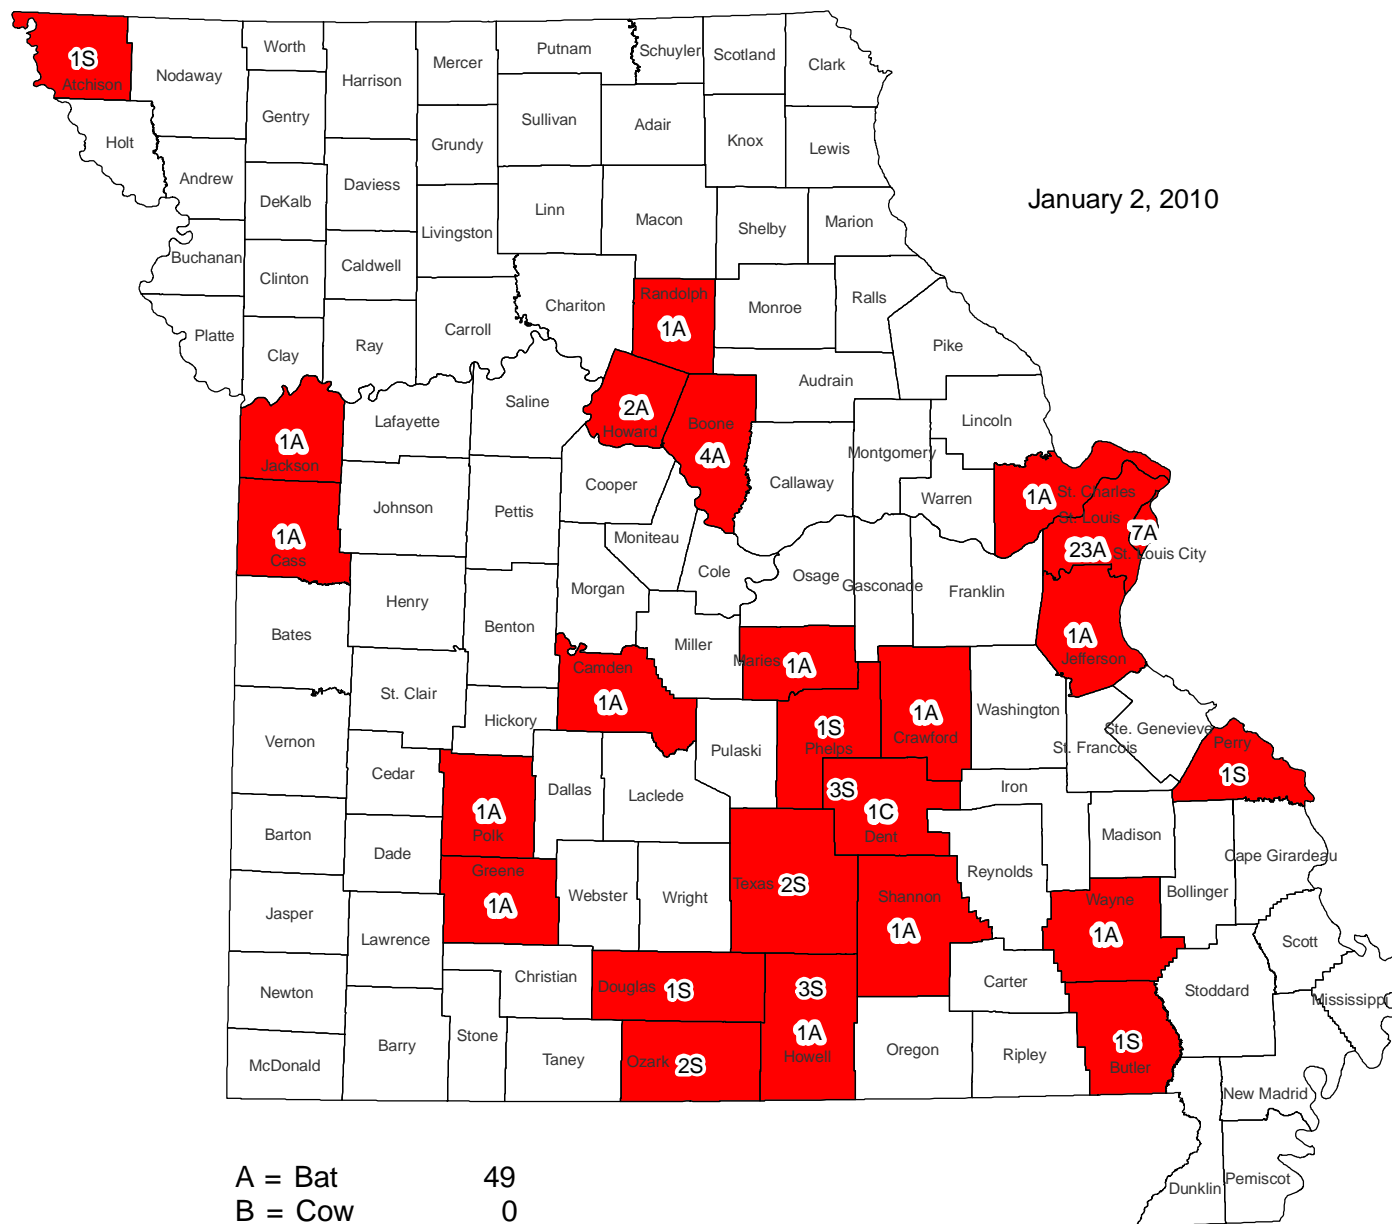 Worth
Putnam
Schuyler
Scotland
1S
Atchison
Nodaway
Harrison
Mercer
Clark
Gentry
Sullivan
Adair
Holt
Grundy
Knox
Lewis
Andrew
DeKalb
Daviess
January 2, 2010
Livingston
Linn
Macon
Shelby
Marion
Buchanan
Clinton
Caldwell
Chariton
Randolph
1A
Monroe
Ralls
Platte
Clay
Ray
Carroll
Pike
Audrain
Lafayette
Saline
2A
Howard
Boone
4A
Lincoln
1A
Jackson
Montgomery
Johnson
Pettis
Cooper
Callaway
Warren
1A
St. Charles
St. Louis
7A
1A
Cass
Moniteau
23A
St. Louis City
Cole
Osage
Gasconade
Franklin
Henry
Morgan
Bates
Benton
Miller
1A
Jefferson
Maries
1A
Camden
1A
St. Clair
Hickory
1S
Phelps
1A
Crawford
Washington
Ste. Genevieve
St. Francois
Vernon
Pulaski
Perry
1S
Cedar
Dallas
Laclede
3S
1C
Dent
Iron
1A
Polk
Barton
Dade
Madison
Cape Girardeau
Greene
1A
Webster
Wright
Texas
2S
Shannon
1A
Reynolds
Wayne
1A
Bollinger
Jasper
Lawrence
Scott
Christian
Douglas
1S
3S
Carter
Stoddard
Newton
Mississippi
1A
Howell
Barry
Stone
Taney
Ozark
2S
Oregon
Ripley
1S
Butler
McDonald
New Madrid
Dunklin
Pemiscot
A = Bat 49
B = Cow 0